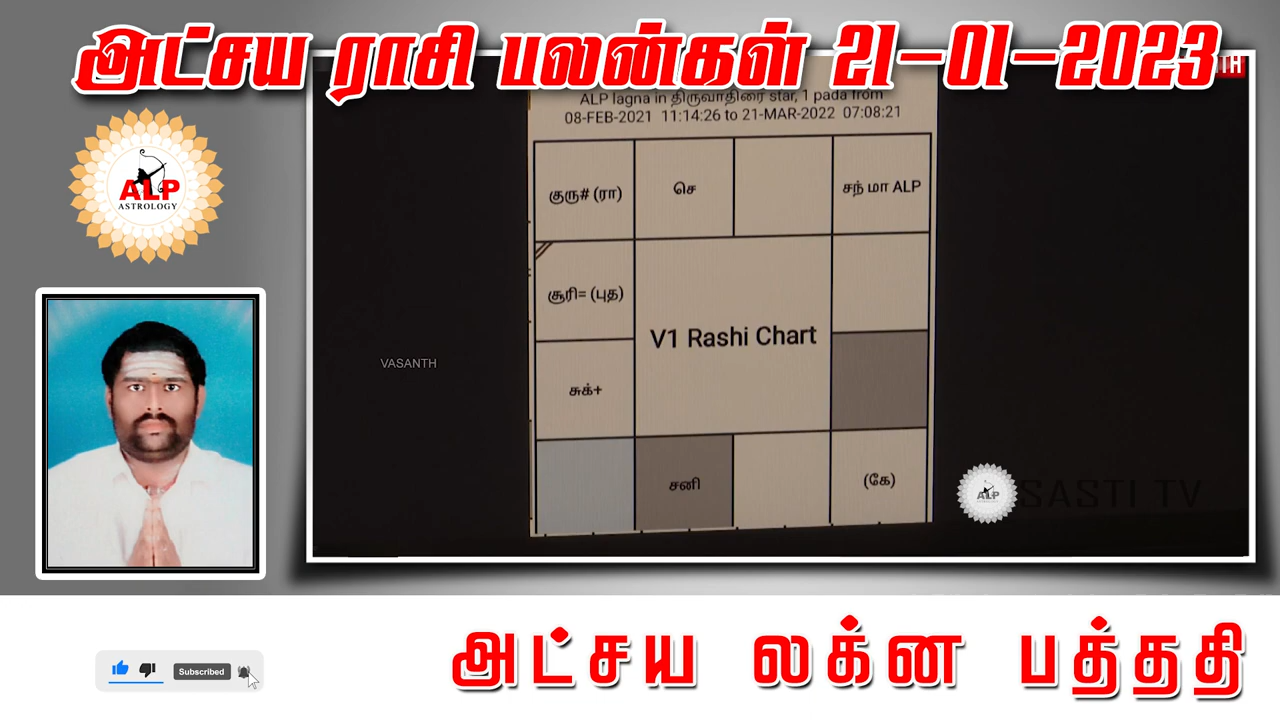 அட்சய ராசி பலன்கள் 21-01-2023
TH
ALP lagna in திருவாதிரை star, 1 pada from
08-FEB-2021 11:14:26 to 21-MAR-2022 07:08:21
ALP
ASTROLOGY
குரு# (ரா) செ சந் மா ALP
சூரி= (புத)
V1 Rashi Chart
VASANTH
சுக்+
சனி (கே)
ALP SASTI TV
அட்சய லக்ன பத்ததி
Subscribed